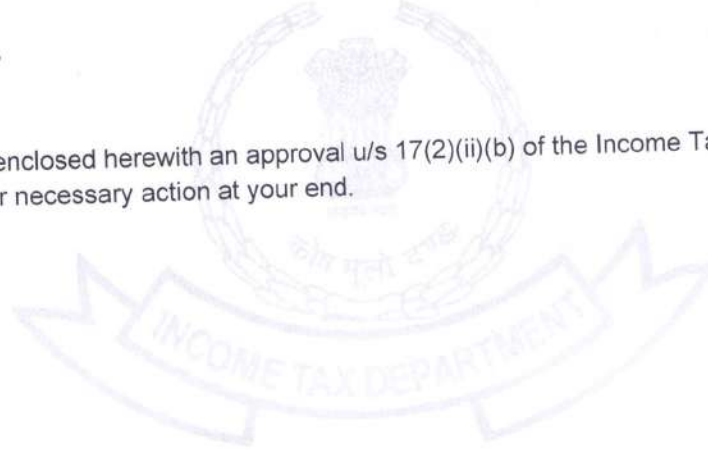 enclosed herewith an approval u/s 17(2)(ii)(b) of the Income Ta
r necessary action at your end.
कोष मूलो दण्डः
INCOME TAX DEPARTMENT